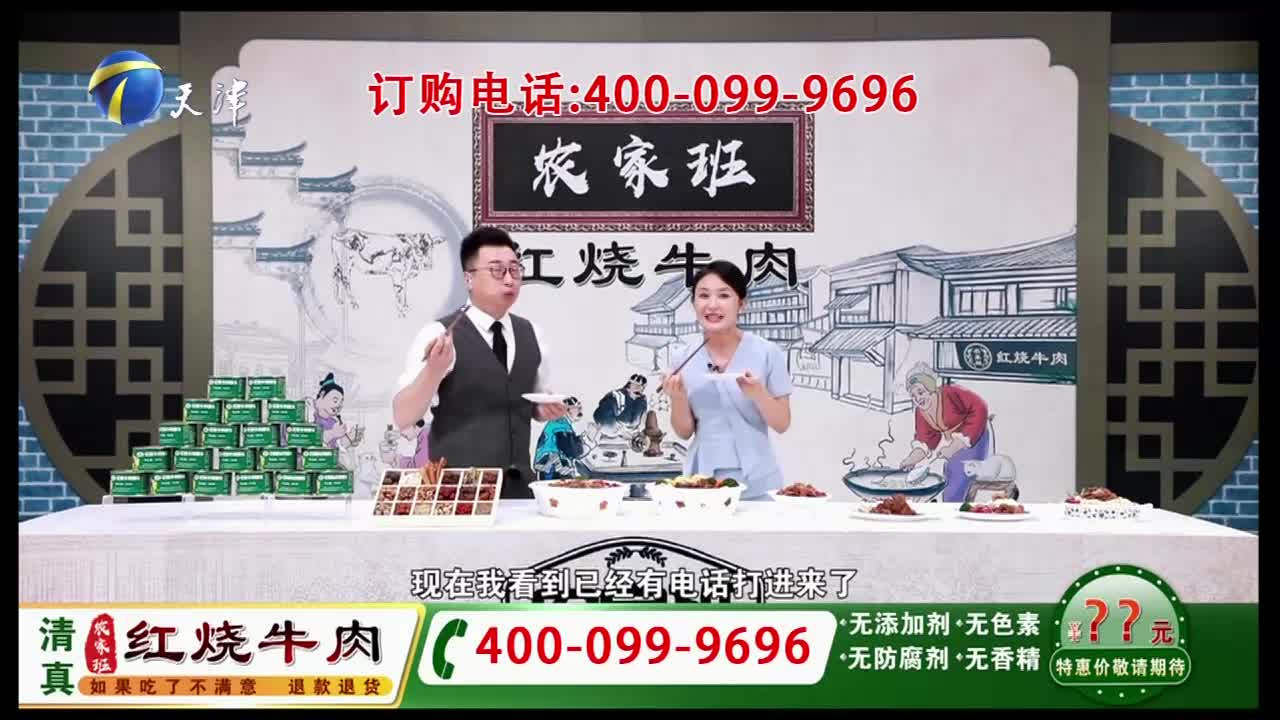 天津
订购电话:400-099-9696
农家班
红烧牛肉
红烧牛肉
现在我看到已经有电话打进来了
清真
农家班
红烧牛肉
如果吃了不满意 退款退货
400-099-9696
·无添加剂·无色素
·无防腐剂·无香精
??元
特惠价敬请期待